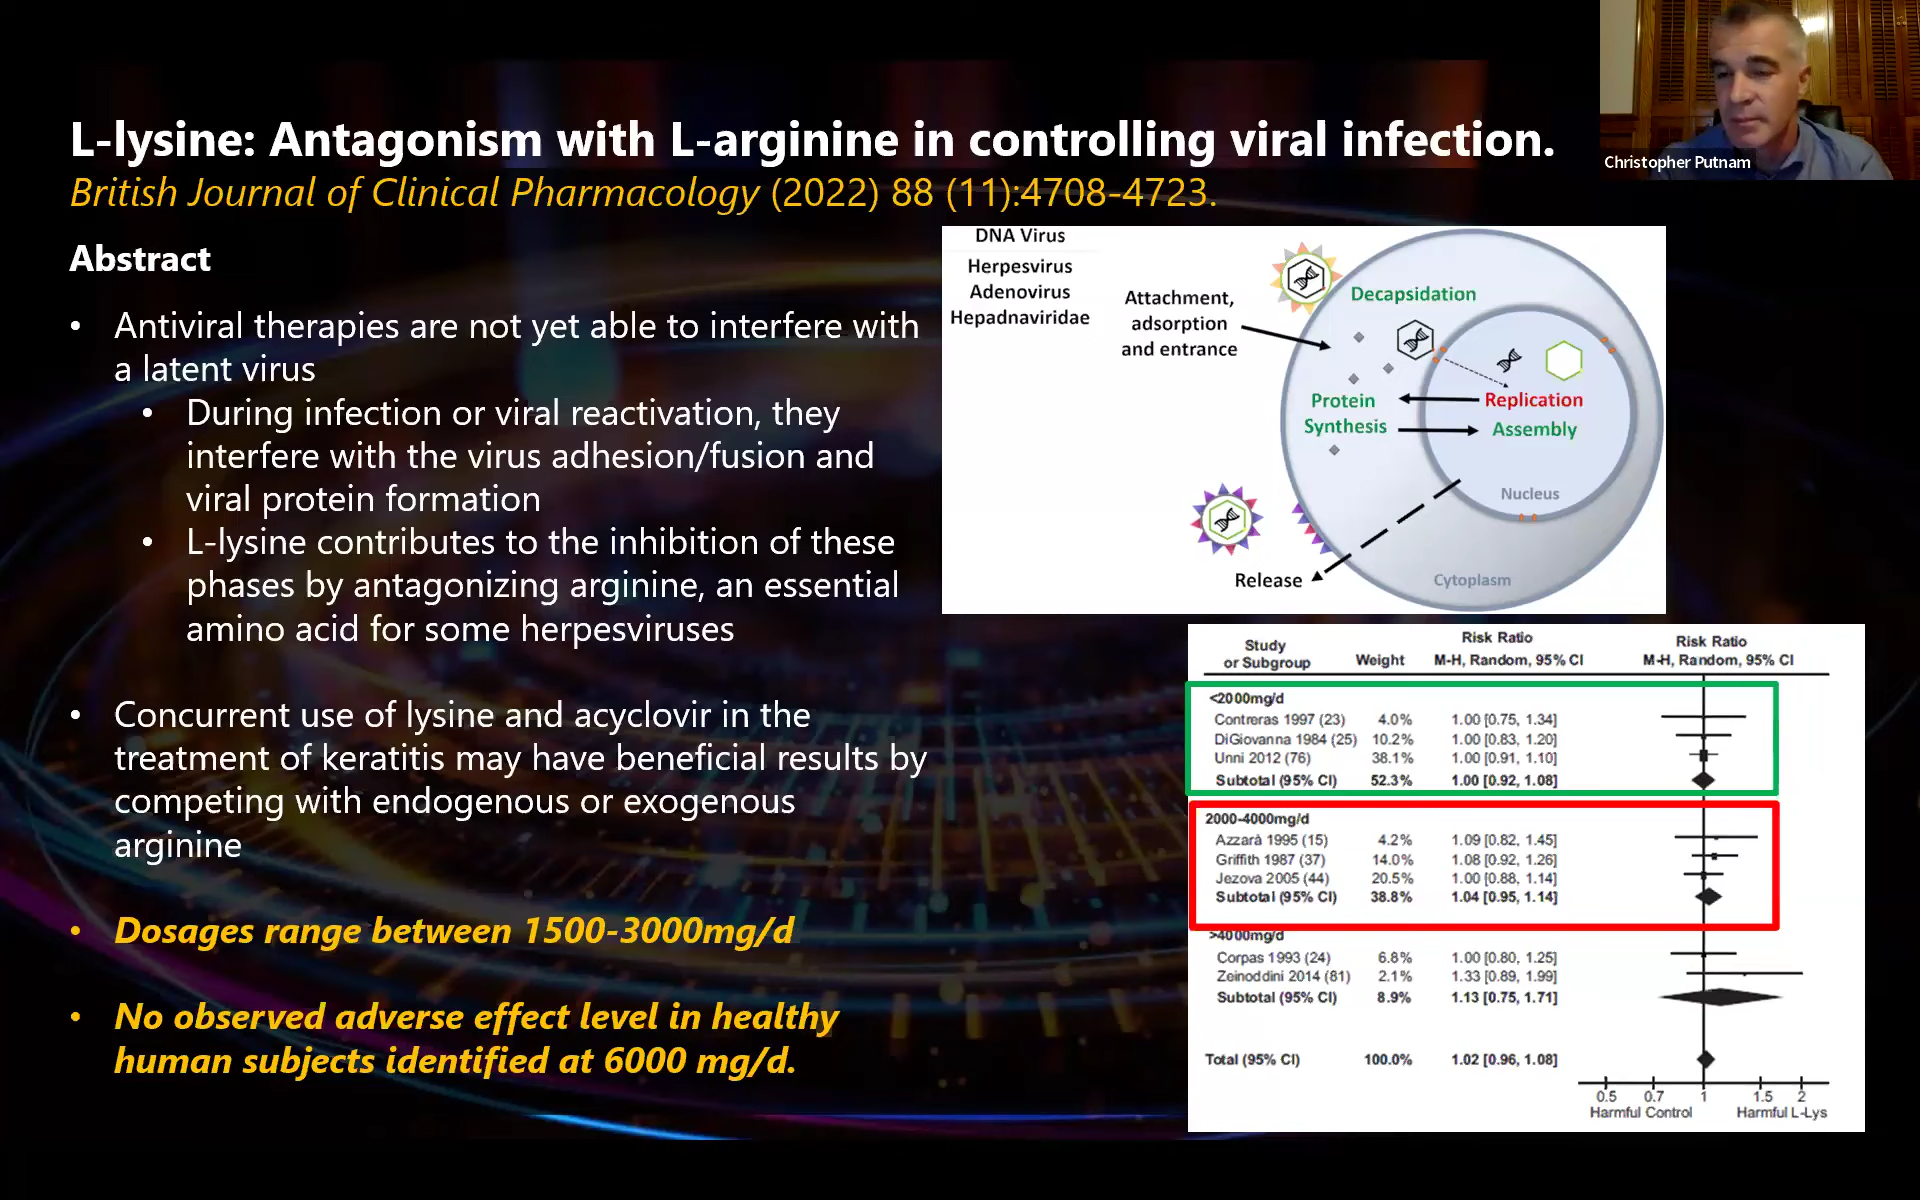 L-lysine: Antagonism with L-arginine in controlling viral infection.
British Journal of Clinical Pharmacology (2022) 88 (11):4708-4723.
Christopher Putnam
Abstract
• Antiviral therapies are not yet able to interfere with
a latent virus
• During infection or viral reactivation, they
interfere with the virus adhesion/fusion and
viral protein formation
• L-lysine contributes to the inhibition of these
phases by antagonizing arginine, an essential
amino acid for some herpesviruses
• Concurrent use of lysine and acyclovir in the
treatment of keratitis may have beneficial results by
competing with endogenous or exogenous
arginine
• Dosages range between 1500-3000mg/d
• No observed adverse effect level in healthy
human subjects identified at 6000 mg/d.
DNA Virus
Herpesvirus
Adenovirus
Hepadnaviridae
Attachment,
adsorption
and entrance
Decapsidation
Protein
Synthesis
Replication
Assembly
Nucleus
Release
Cytoplasm
Study
or Subgroup
Weight
Risk Ratio
M-H, Random, 95% CI
Risk Ratio
M-H, Random, 95% CI
<2000mg/d
Contreras 1997 (23) 4.0% 1.00 [0.75, 1.34]
DiGiovanna 1984 (25) 10.2% 1.00 [0.83, 1.20]
Unni 2012 (76) 38.1% 1.00 [0.91, 1.10]
Subtotal (95% CI) 52.3% 1.00 [0.92, 1.08]
2000-4000mg/d
Azzarà 1995 (15) 4.2% 1.09 [0.82, 1.45]
Griffith 1987 (37) 14.0% 1.08 [0.92, 1.26]
Jezova 2005 (44) 20.5% 1.00 [0.88, 1.14]
Subtotal (95% CI) 38.8% 1.04 [0.95, 1.14]
>4000mg/d
Corpas 1993 (24) 6.8% 1.00 [0.80, 1.25]
Zeinoddini 2014 (81) 2.1% 1.33 [0.89, 1.99]
Subtotal (95% CI) 8.9% 1.13 [0.75, 1.71]
Total (95% CI) 100.0% 1.02 [0.96, 1.08]
0.5 0.7 1 1.5 2
Harmful Control Harmful L-Lys